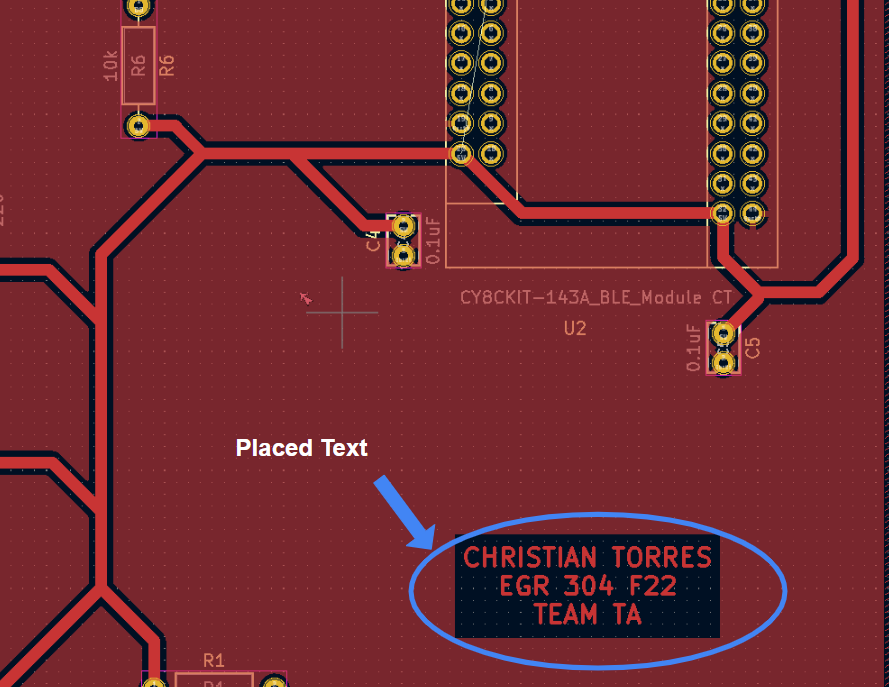 10k
R6
R6
C4
0.1uF
CY8CKIT-143A_BLE_Module CT
U2
0.1uF
C5
Placed Text
CHRISTIAN TORRES
EGR 304 F22
TEAM TA
R1